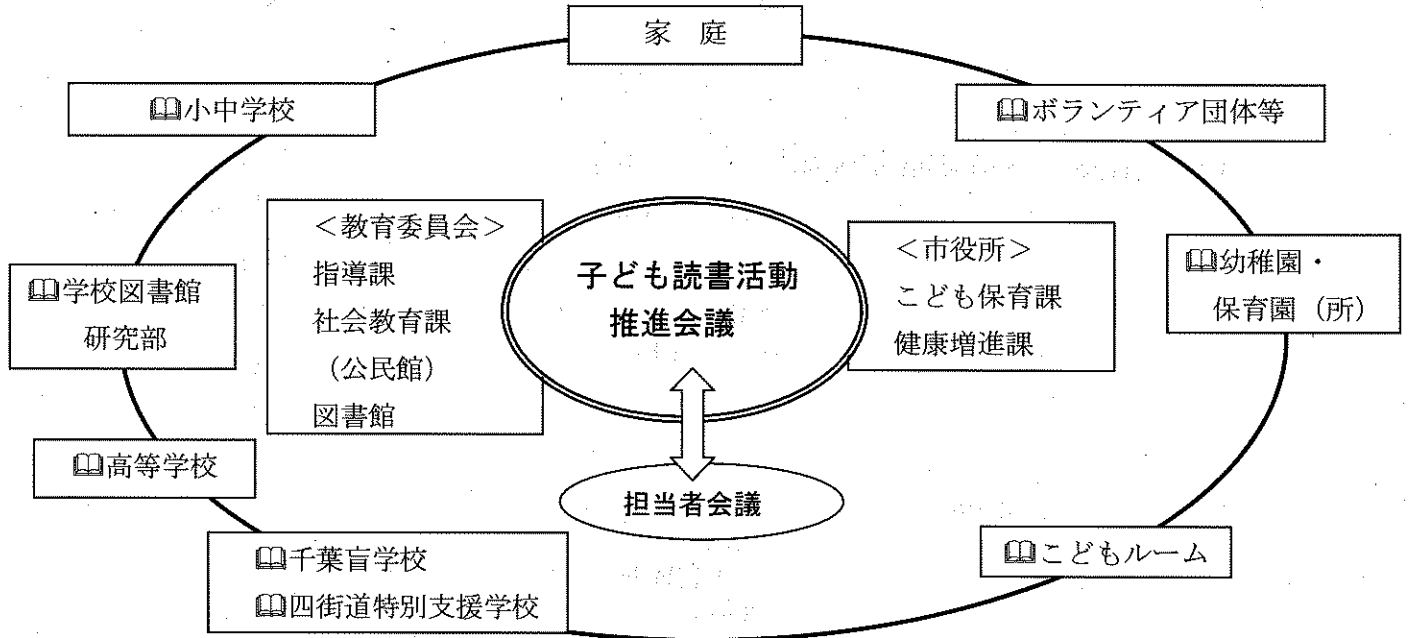 家 庭
🕮小中学校
🕮ボランティア団体等
＜教育委員会＞
指導課
社会教育課
（公民館）
図書館
子ども読書活動
推進会議
＜市役所＞
こども保育課
健康増進課
🕮学校図書館
研究部
🕮幼稚園・
保育園（所）
🕮高等学校
担当者会議
🕮千葉盲学校
🕮四街道特別支援学校
🕮こどもルーム